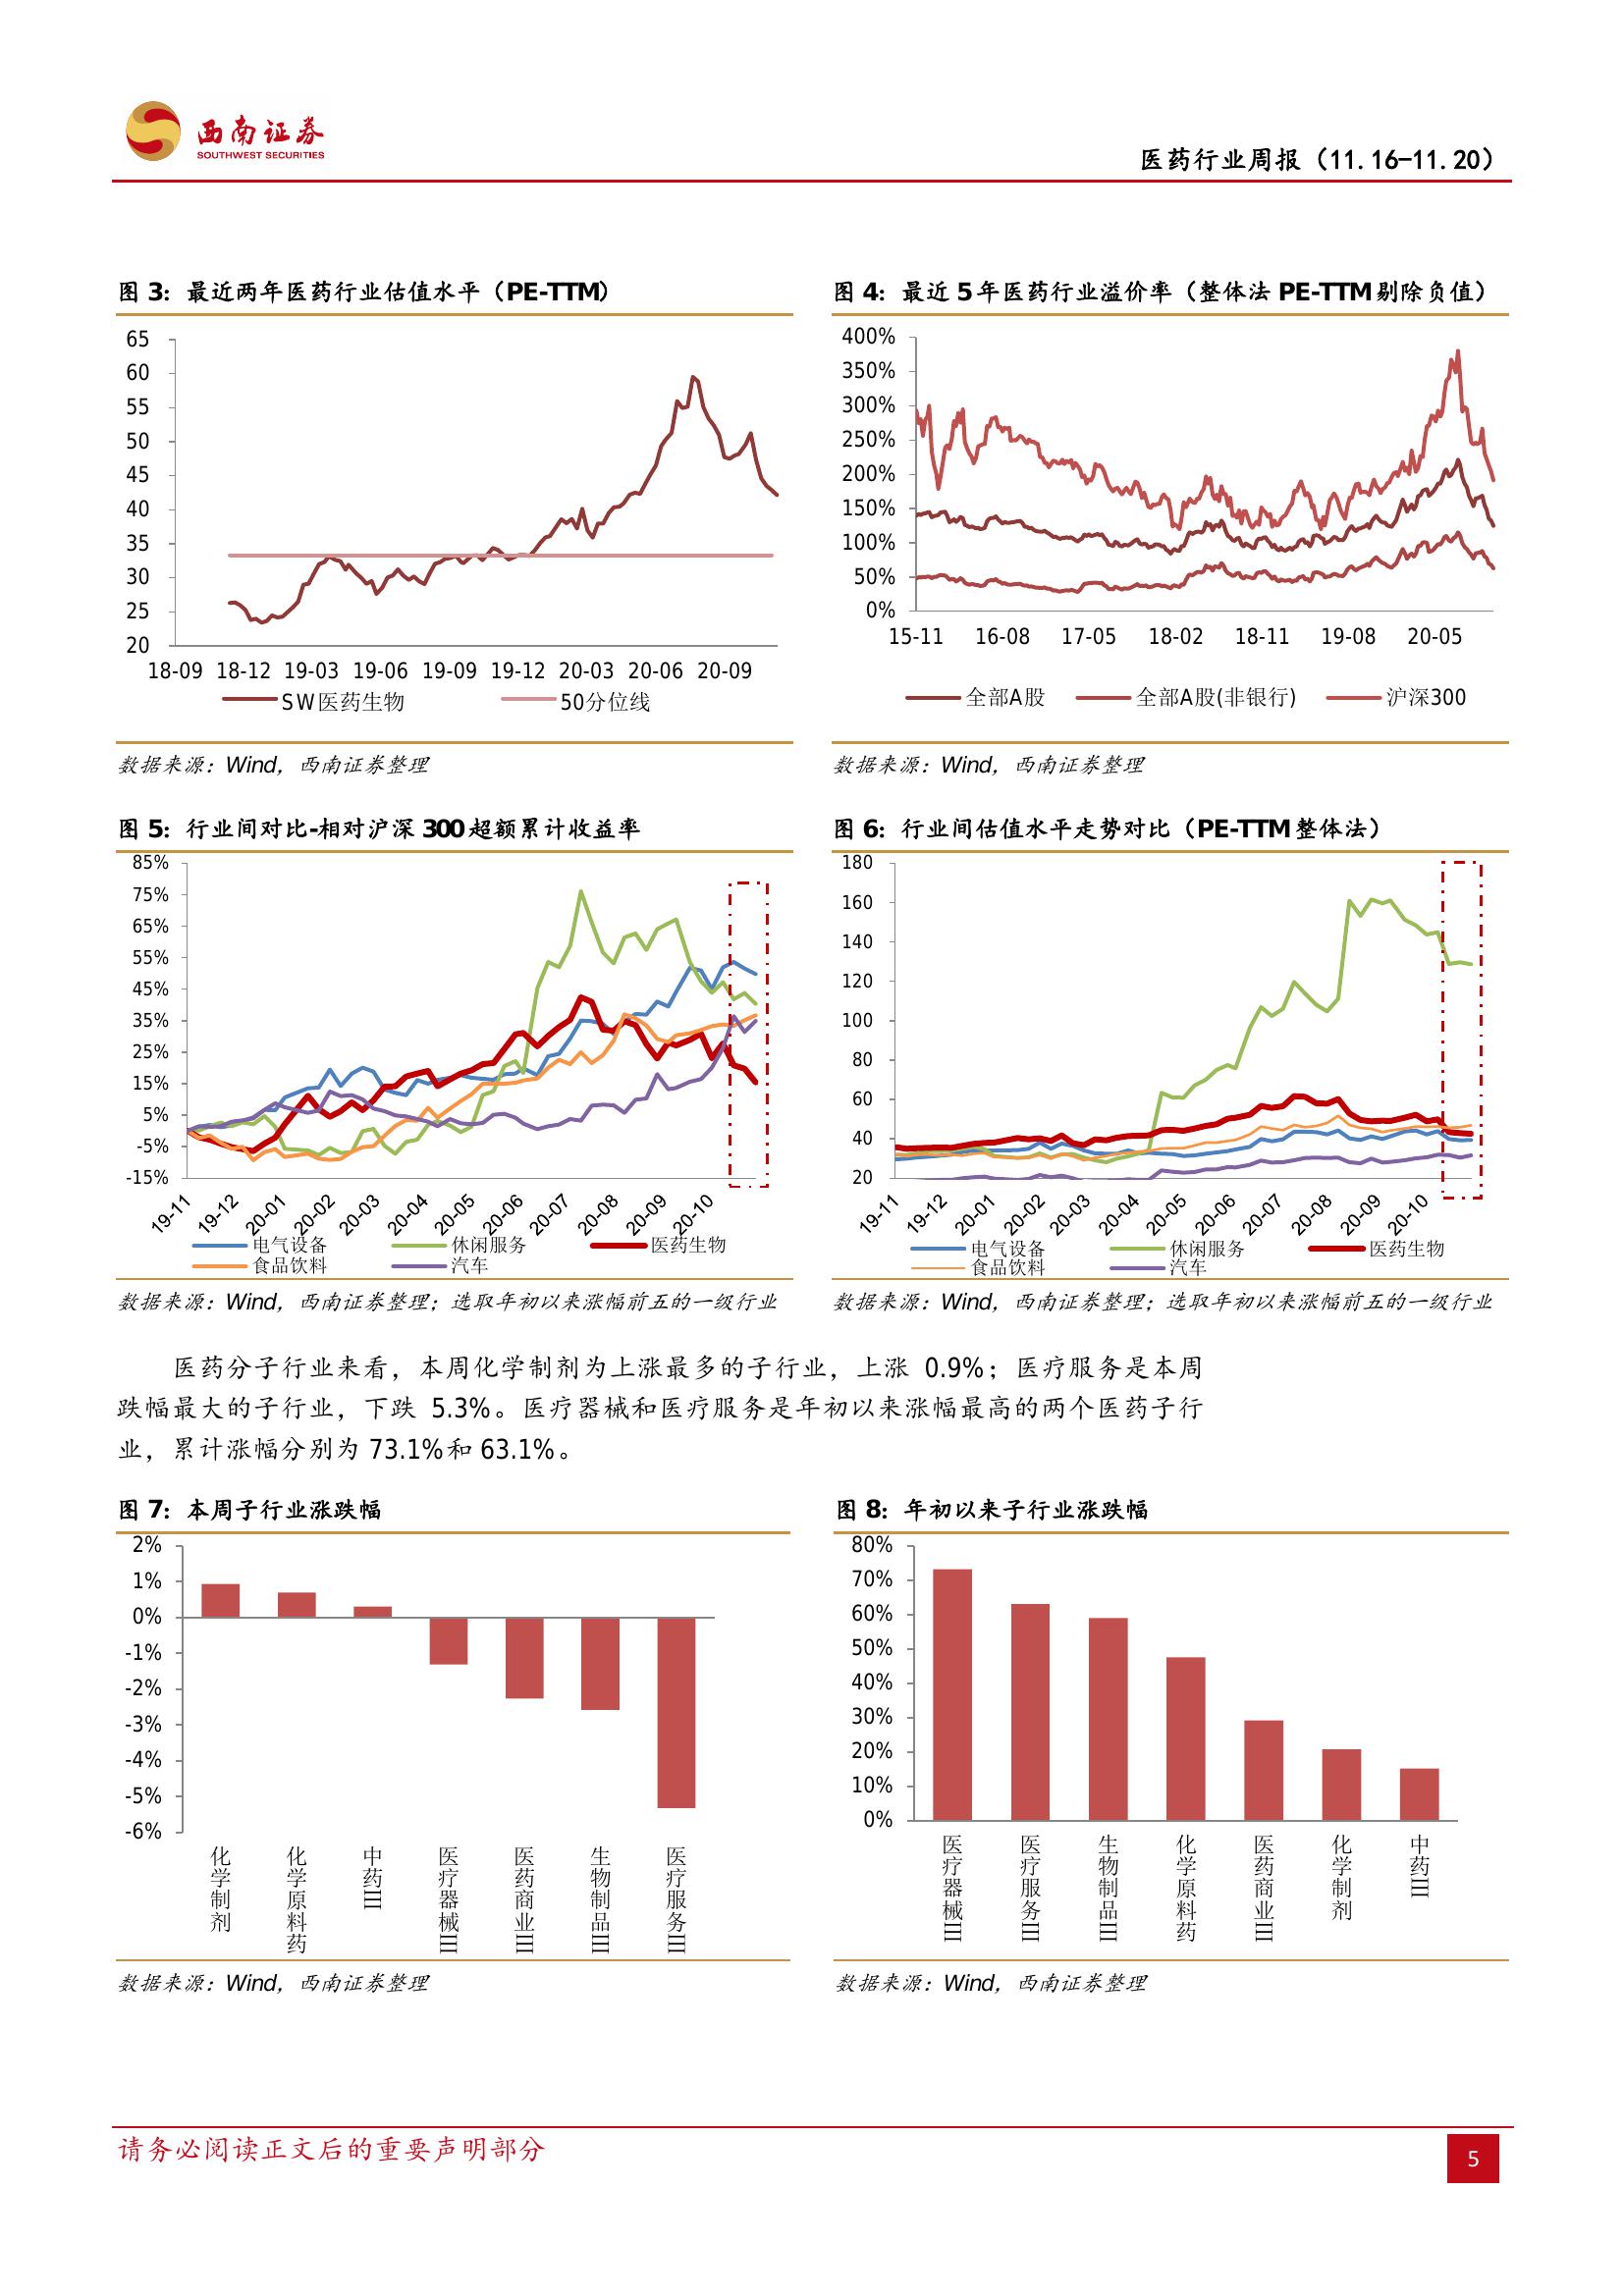 西南证券
SOUTHWEST SECURITIES
医药行业周报（11.16-11.20）
图 3：最近两年医药行业估值水平（PE-TTM）
65
60
55
50
45
40
35
30
25
20
18-09 18-12 19-03 19-06 19-09 19-12 20-03 20-06 20-09
SW医药生物 50分位线
数据来源：Wind，西南证券整理
图 4：最近 5 年医药行业溢价率（整体法 PE-TTM 剔除负值）
400%
350%
300%
250%
200%
150%
100%
50%
0%
15-11 16-08 17-05 18-02 18-11 19-08 20-05
全部A股 全部A股(非银行) 沪深300
数据来源：Wind，西南证券整理
图 5：行业间对比-相对沪深 300 超额累计收益率
85%
75%
65%
55%
45%
35%
25%
15%
5%
-5%
-15%
19-11 19-12 20-01 20-02 20-03 20-04 20-05 20-06 20-07 20-08 20-09 20-10
电气设备 休闲服务 医药生物
食品饮料 汽车
数据来源：Wind，西南证券整理；选取年初以来涨幅前五的一级行业
图 6：行业间估值水平走势对比（PE-TTM 整体法）
180
160
140
120
100
80
60
40
20
19-11 19-12 20-01 20-02 20-03 20-04 20-05 20-06 20-07 20-08 20-09 20-10
电气设备 休闲服务 医药生物
食品饮料 汽车
数据来源：Wind，西南证券整理；选取年初以来涨幅前五的一级行业
医药分子行业来看，本周化学制剂为上涨最多的子行业，上涨 0.9%；医疗服务是本周
跌幅最大的子行业，下跌 5.3%。医疗器械和医疗服务是年初以来涨幅最高的两个医药子行
业，累计涨幅分别为 73.1%和 63.1%。
图 7：本周子行业涨跌幅
2%
1%
0%
-1%
-2%
-3%
-4%
-5%
-6%
化学制剂
化学原料药
中药Ⅲ
医疗器械Ⅲ
医药商业Ⅲ
生物制品Ⅲ
医疗服务Ⅲ
数据来源：Wind，西南证券整理
图 8：年初以来子行业涨跌幅
80%
70%
60%
50%
40%
30%
20%
10%
0%
医疗器械Ⅲ
医疗服务Ⅲ
生物制品Ⅲ
化学原料药
医药商业Ⅲ
化学制剂
中药Ⅲ
数据来源：Wind，西南证券整理
请务必阅读正文后的重要声明部分
5